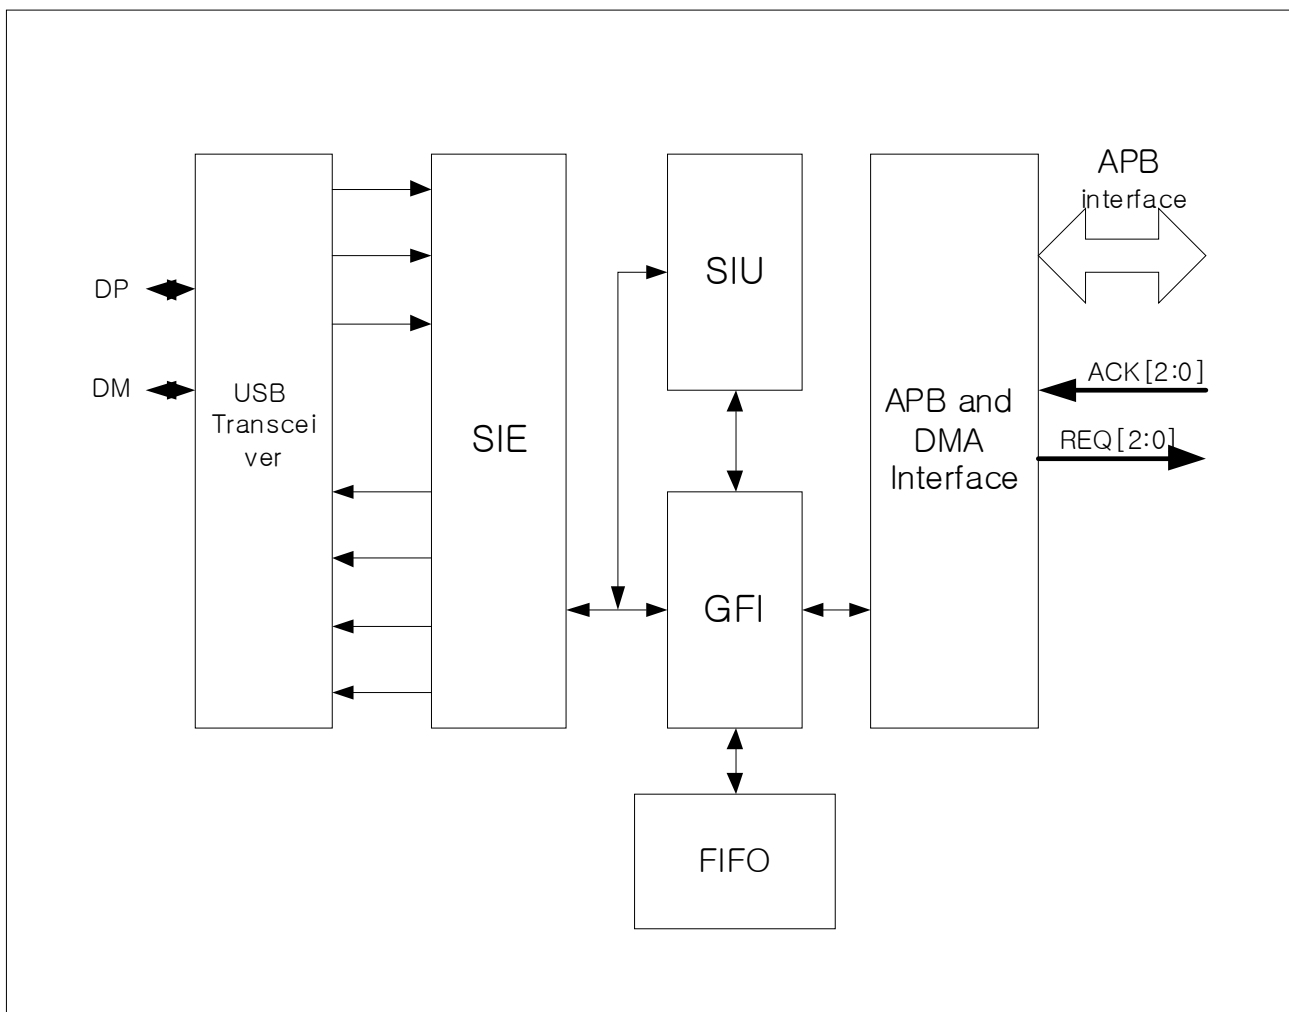 APB
interface
SIU
DP
ACK[2:0]
DM
USB
Transcei
ver
SIE
APB and
DMA
Interface
REQ[2:0]
GFI
FIFO